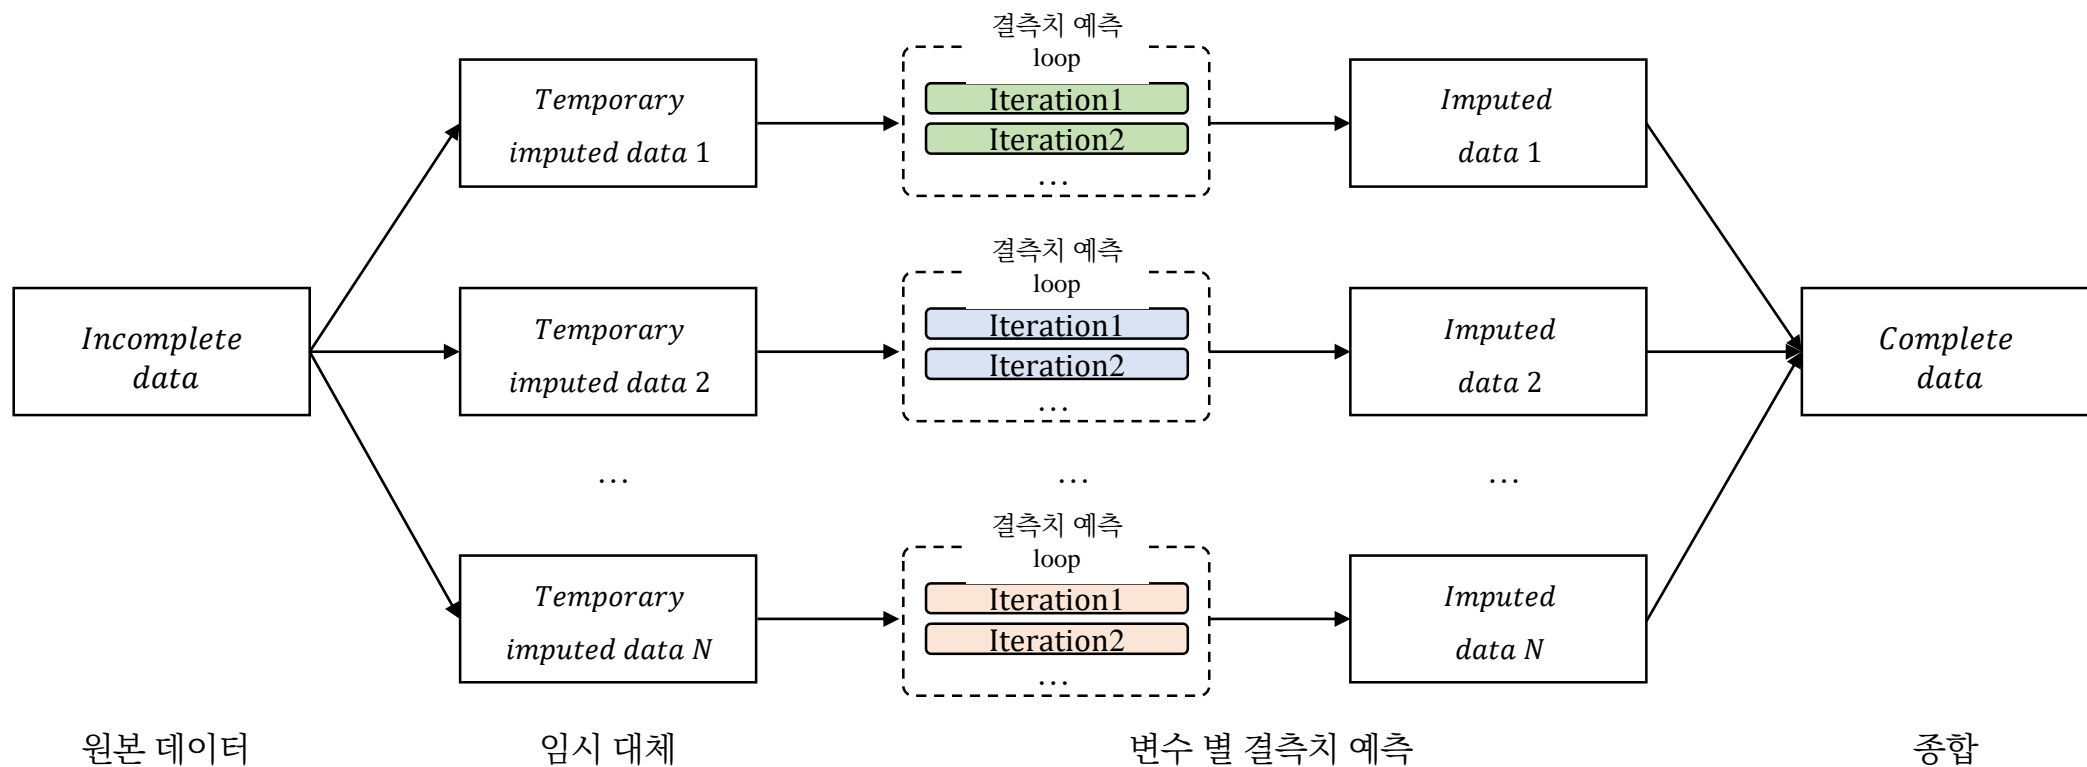 결측치 예측
loop
Temporary
imputed data 1
Iteration1
Iteration2
...
Imputed
data 1
Incomplete
data
Temporary
imputed data 2
결측치 예측
loop
Iteration1
Iteration2
...
Imputed
data 2
Complete
data
...
...
...
Temporary
imputed data N
결측치 예측
loop
Iteration1
Iteration2
...
Imputed
data N
원본 데이터
임시 대체
변수 별 결측치 예측
종합